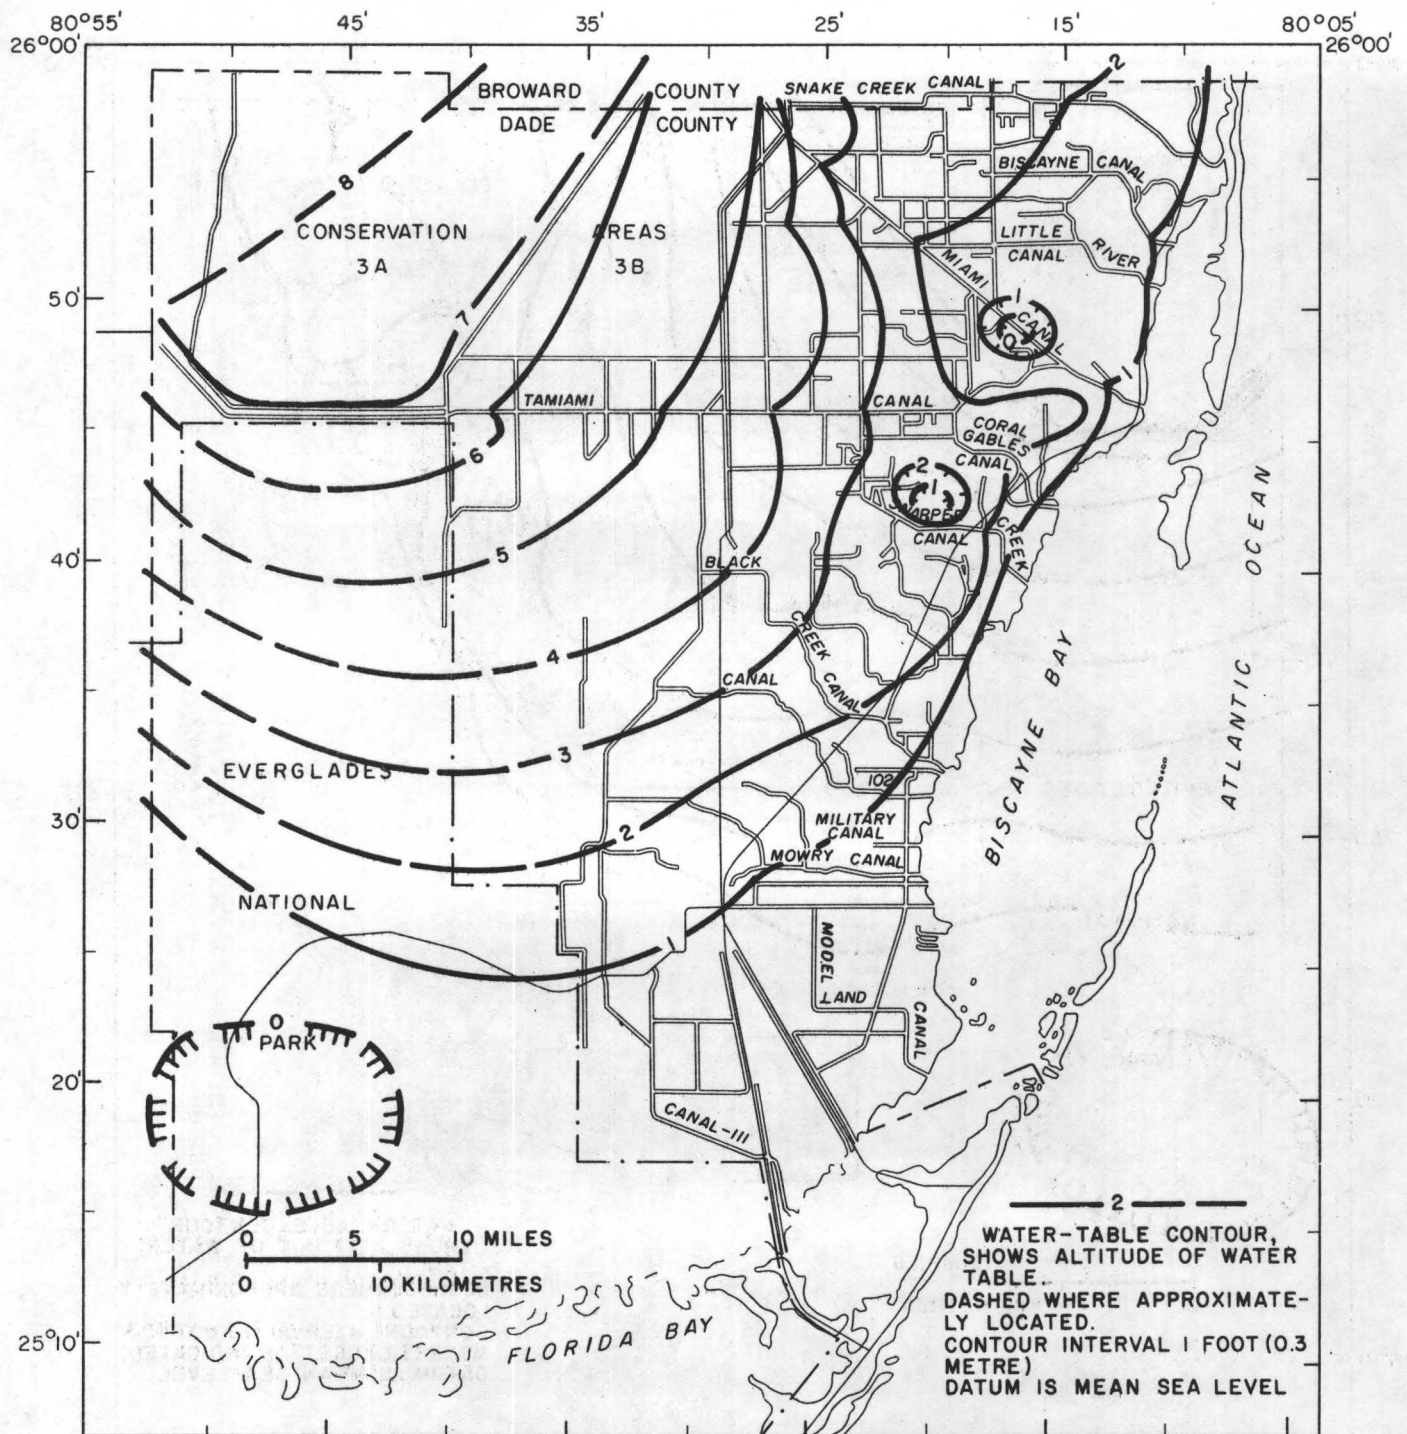 80°55' 45' 35' 25' 15' 80°05'
26°00' 26°00'
BROWARD COUNTY
DADE COUNTY
SNAKE CREEK CANAL
2
BISCAYNE CANAL
8
CONSERVATION AREAS
3A 3B
LITTLE RIVER
CANAL
MIAMI CANAL
50'
7
1
0
1
TAMIAMI CANAL
CORAL
GABLES
CANAL
6
2
1
SNAPPER CREEK
CANAL
5
40'
BLACK CREEK CANAL
4
CANAL
3
EVERGLADES
102
30'
2
MILITARY
CANAL
MOWRY CANAL
BISCAYNE BAY
ATLANTIC OCEAN
NATIONAL
1
MODEL
LAND
CANAL
0
PARK
20'
CANAL-III
0 5 10 MILES
0 10 KILOMETRES
25°10'
FLORIDA BAY
2
WATER-TABLE CONTOUR,
SHOWS ALTITUDE OF WATER
TABLE.
DASHED WHERE APPROXIMATE-
LY LOCATED.
CONTOUR INTERVAL 1 FOOT (0.3
METRE)
DATUM IS MEAN SEA LEVEL